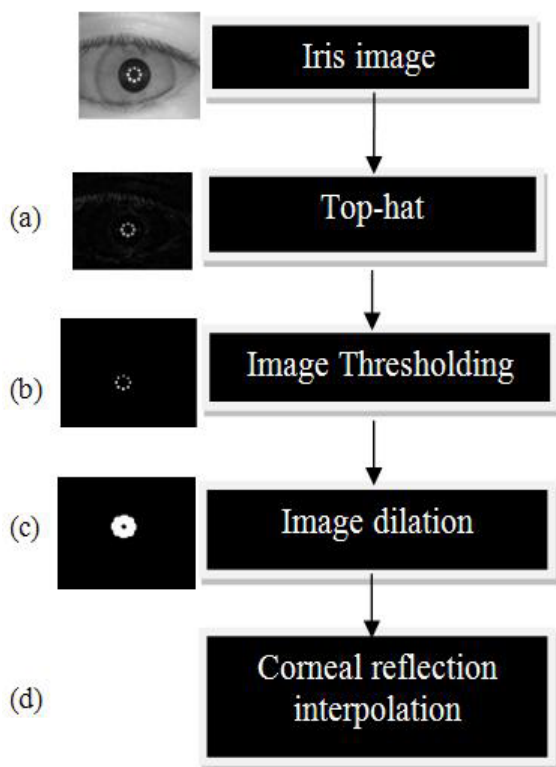 Iris image
(a)
Top-hat
(b)
Image Thresholding
(c)
Image dilation
(d)
Corneal reflection
interpolation